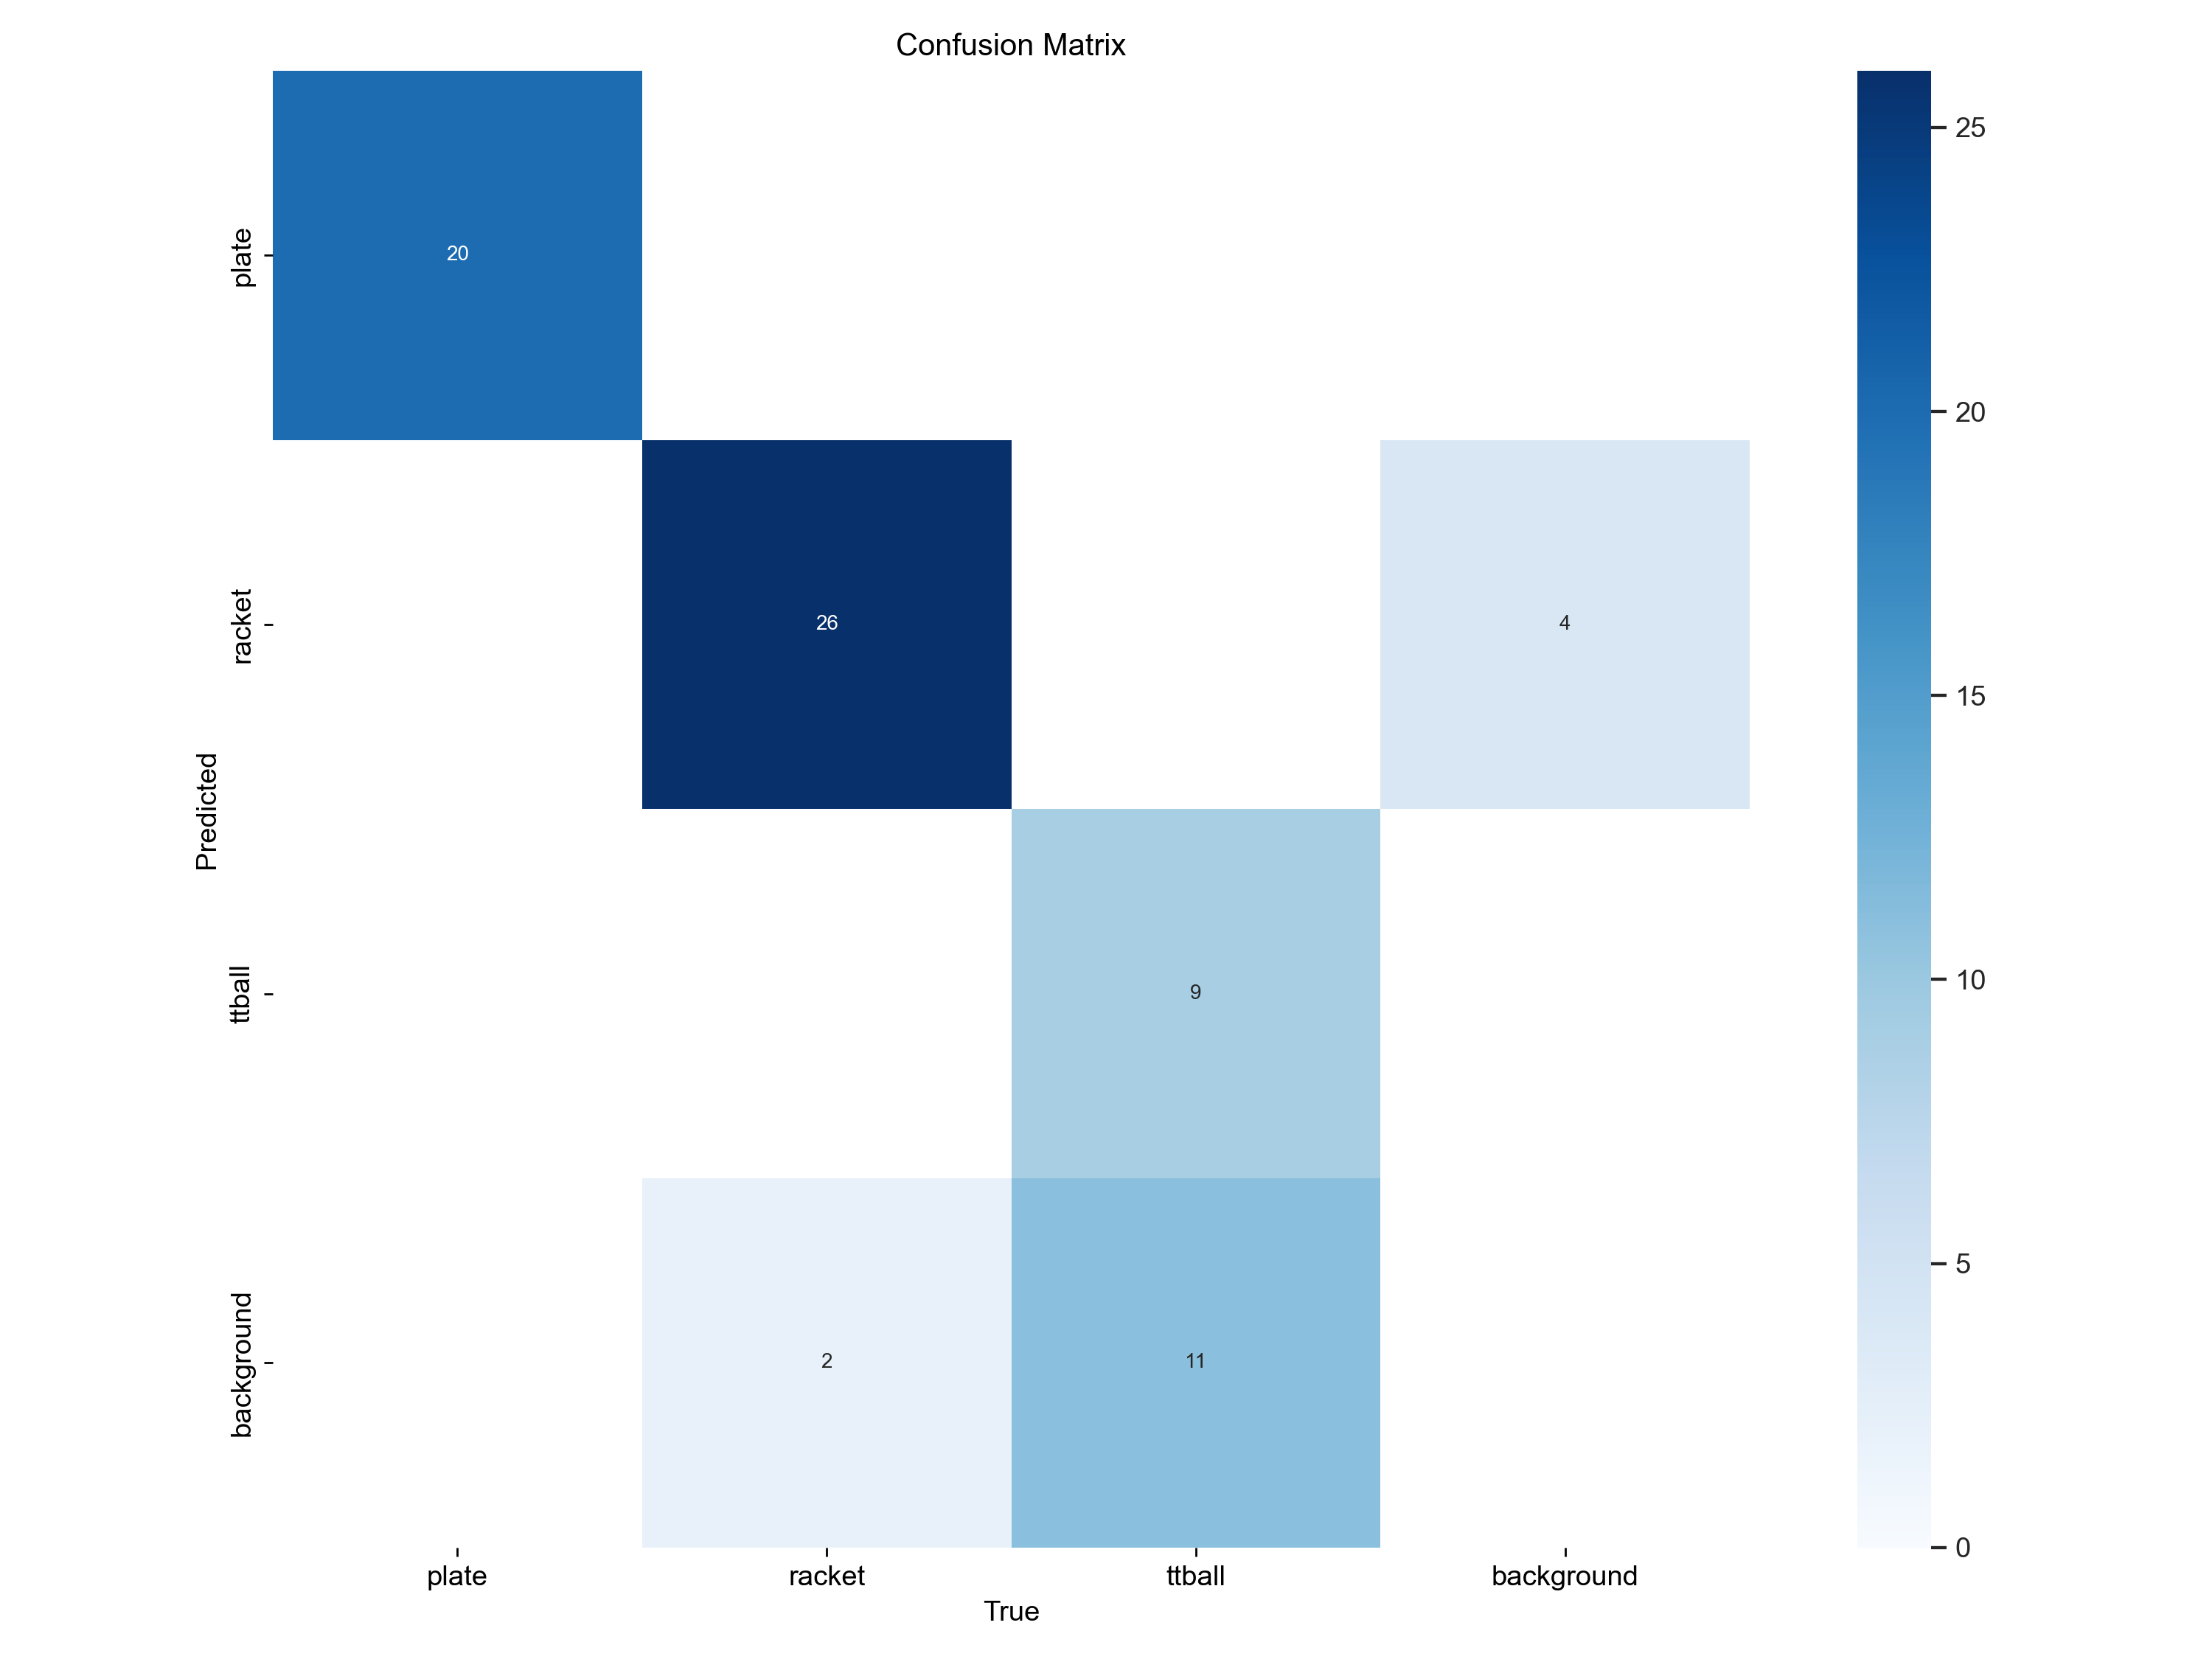 Confusion Matrix
plate
racket
ttball
background
Predicted
20
26
4
9
2
11
plate
racket
ttball
background
True
25
20
15
10
5
0